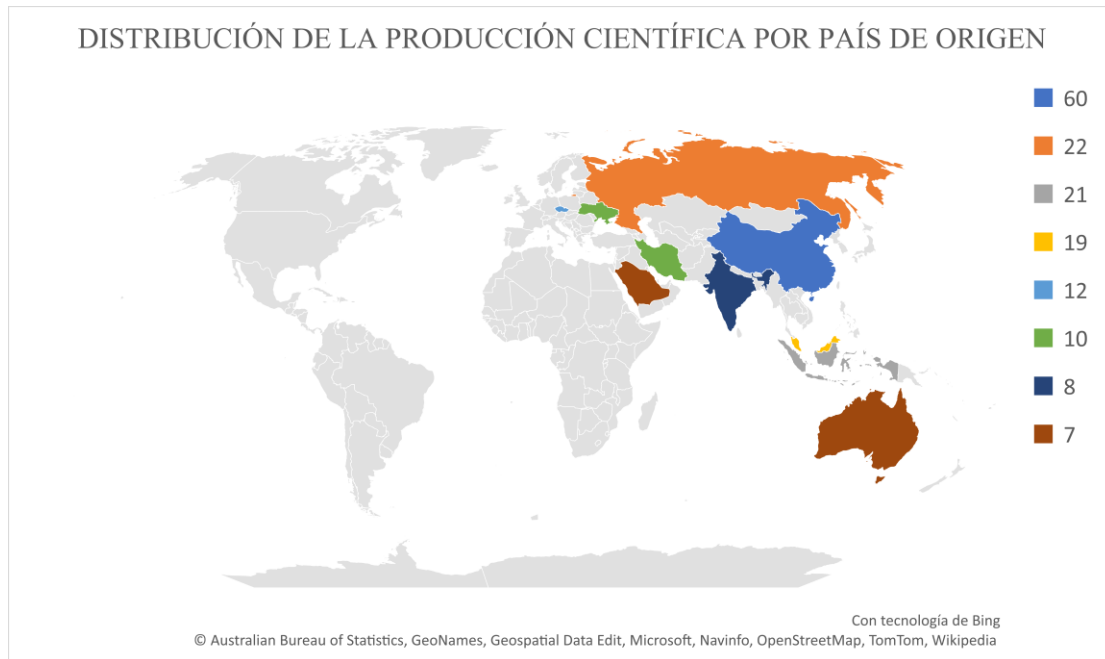 DISTRIBUCIÓN DE LA PRODUCCIÓN CIENTÍFICA POR PAÍS DE ORIGEN
60
22
21
19
12
10
8
7
Con tecnología de Bing
© Australian Bureau of Statistics, GeoNames, Geospatial Data Edit, Microsoft, Navinfo, OpenStreetMap, TomTom, Wikipedia